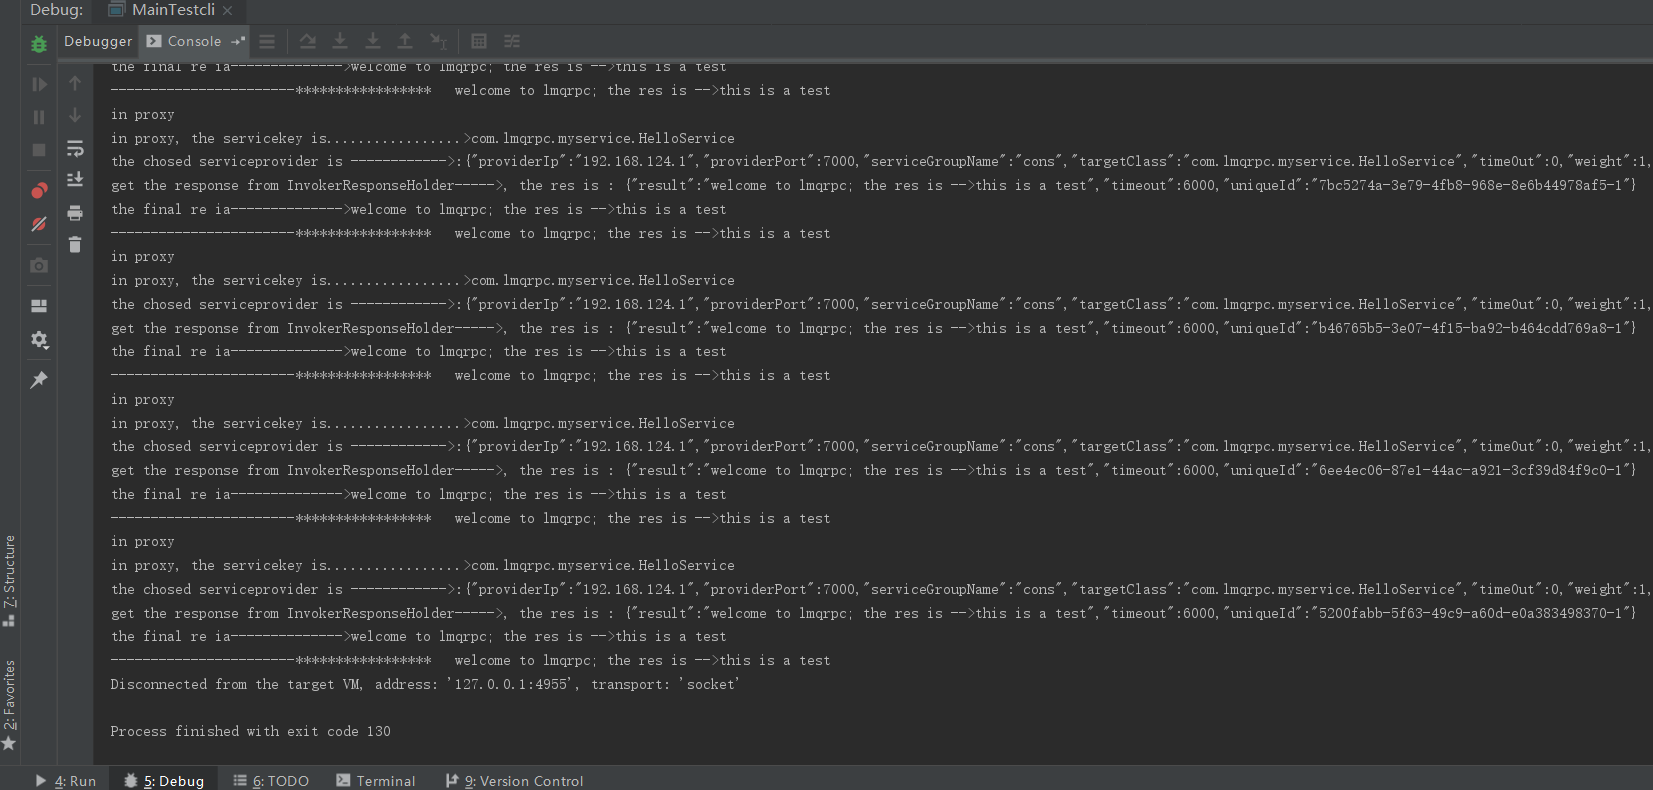 Debug: MainTestcli
Debugger Console
the final re ia-------------->welcome to lmqrpc; the res is -->this is a test
-----------------------***************** welcome to lmqrpc; the res is -->this is a test
in proxy
in proxy, the servicekey is.................>com.lmqrpc.myservice.HelloService
the chosed serviceprovider is ------------>:{"providerIp":"192.168.124.1","providerPort":7000,"serviceGroupName":"cons","targetClass":"com.lmqrpc.myservice.HelloService","timeOut":0,"weight":1,
get the response from InvokerResponseHolder----->, the res is : {"result":"welcome to lmqrpc; the res is -->this is a test","timeout":6000,"uniqueId":"7bc5274a-3e79-4fb8-968e-8e6b44978af5-1"}
the final re ia-------------->welcome to lmqrpc; the res is -->this is a test
-----------------------***************** welcome to lmqrpc; the res is -->this is a test
in proxy
in proxy, the servicekey is.................>com.lmqrpc.myservice.HelloService
the chosed serviceprovider is ------------>:{"providerIp":"192.168.124.1","providerPort":7000,"serviceGroupName":"cons","targetClass":"com.lmqrpc.myservice.HelloService","timeOut":0,"weight":1,
get the response from InvokerResponseHolder----->, the res is : {"result":"welcome to lmqrpc; the res is -->this is a test","timeout":6000,"uniqueId":"b46765b5-3e07-4f15-ba92-b464cdd769a8-1"}
the final re ia-------------->welcome to lmqrpc; the res is -->this is a test
-----------------------***************** welcome to lmqrpc; the res is -->this is a test
in proxy
in proxy, the servicekey is.................>com.lmqrpc.myservice.HelloService
the chosed serviceprovider is ------------>:{"providerIp":"192.168.124.1","providerPort":7000,"serviceGroupName":"cons","targetClass":"com.lmqrpc.myservice.HelloService","timeOut":0,"weight":1,
get the response from InvokerResponseHolder----->, the res is : {"result":"welcome to lmqrpc; the res is -->this is a test","timeout":6000,"uniqueId":"6ee4ec06-87e1-44ac-a921-3cf39d84f9c0-1"}
the final re ia-------------->welcome to lmqrpc; the res is -->this is a test
-----------------------***************** welcome to lmqrpc; the res is -->this is a test
in proxy
in proxy, the servicekey is.................>com.lmqrpc.myservice.HelloService
the chosed serviceprovider is ------------>:{"providerIp":"192.168.124.1","providerPort":7000,"serviceGroupName":"cons","targetClass":"com.lmqrpc.myservice.HelloService","timeOut":0,"weight":1,
get the response from InvokerResponseHolder----->, the res is : {"result":"welcome to lmqrpc; the res is -->this is a test","timeout":6000,"uniqueId":"5200fabb-5f63-49c9-a60d-e0a383498370-1"}
the final re ia-------------->welcome to lmqrpc; the res is -->this is a test
-----------------------***************** welcome to lmqrpc; the res is -->this is a test
Disconnected from the target VM, address: '127.0.0.1:4955', transport: 'socket'
Process finished with exit code 130
7: Structure
2: Favorites
4: Run 5: Debug 6: TODO Terminal 9: Version Control